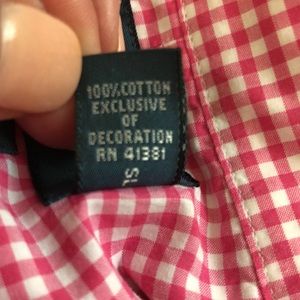 100% COTTON
EXCLUSIVE
OF
DECORATION
RN 41381